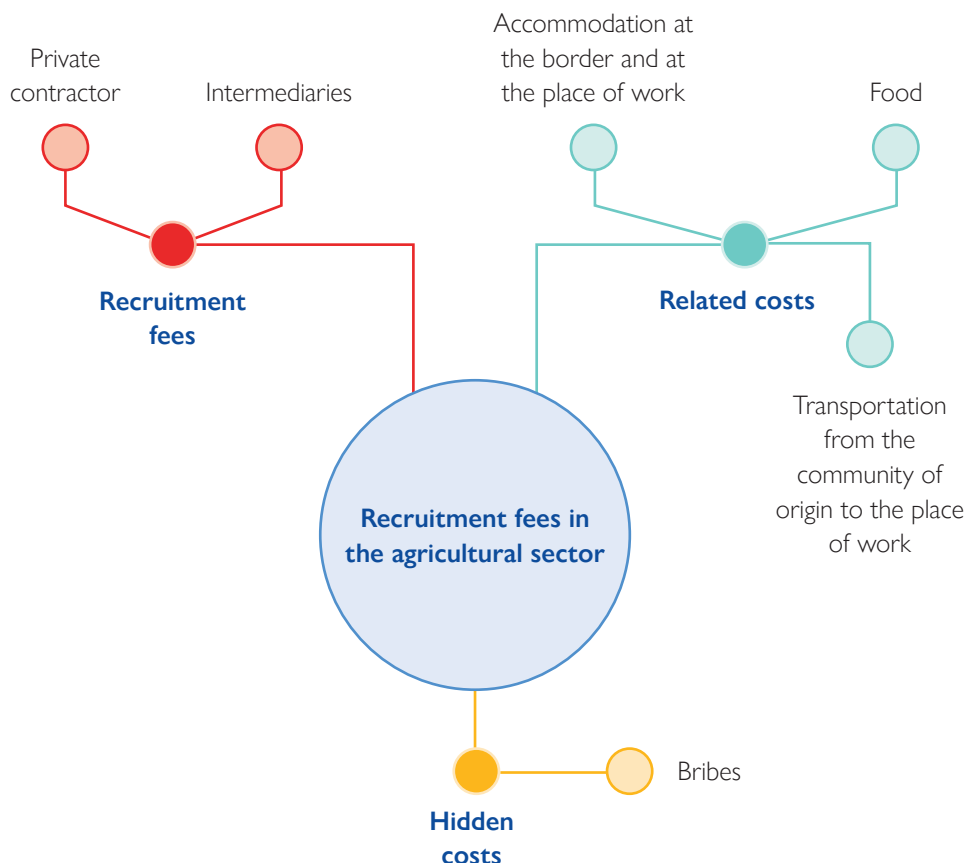 Private
contractor
Intermediaries
Accommodation at
the border and at
the place of work
Food
Recruitment
fees
Related costs
Transportation
from the
community of
origin to the place
of work
Recruitment fees in
the agricultural sector
Bribes
Hidden
costs